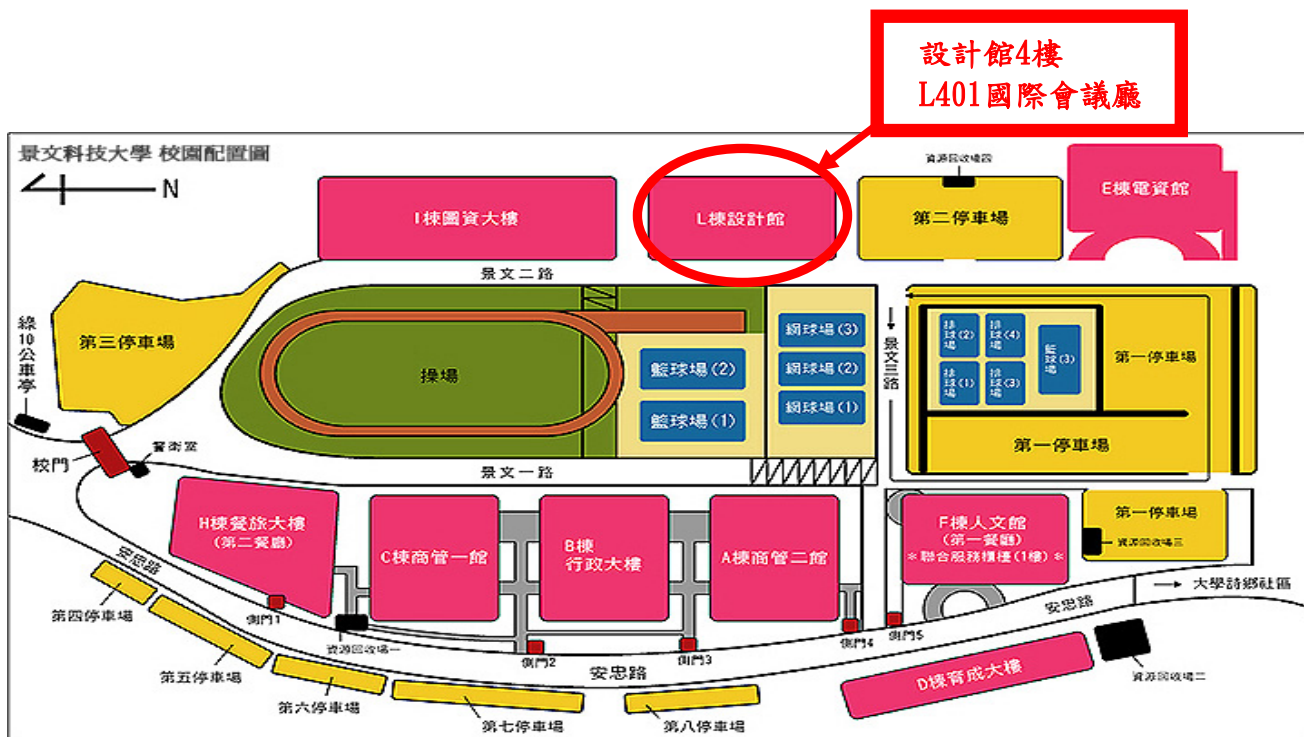 設計館4樓
L401國際會議廳
景文科技大學 校園配置圖
N
I棟圖資大樓
L棟設計館
資源回收場四
第二停車場
E棟電資館
景文二路
第三停車場
綠10公車亭
操場
籃球場(2)
籃球場(1)
網球場(3)
網球場(2)
網球場(1)
景文三路
排球場(2)
排球場(4)
籃球場(3)
排球場(1)
排球場(3)
第一停車場
第一停車場
校門
警衛室
景文一路
H棟餐旅大樓
(第二餐廳)
C棟商管一館
B棟
行政大樓
A棟商管二館
F棟人文館
(第一餐廳)
*聯合服務櫃檯(1樓)*
第一停車場
資源回收場三
大學詩鄉社區
安忠路
第四停車場
側門1
資源回收場一
側門2
安忠路
側門3
側門4
側門5
安忠路
D棟育成大樓
資源回收場二
第五停車場
第六停車場
第七停車場
第八停車場